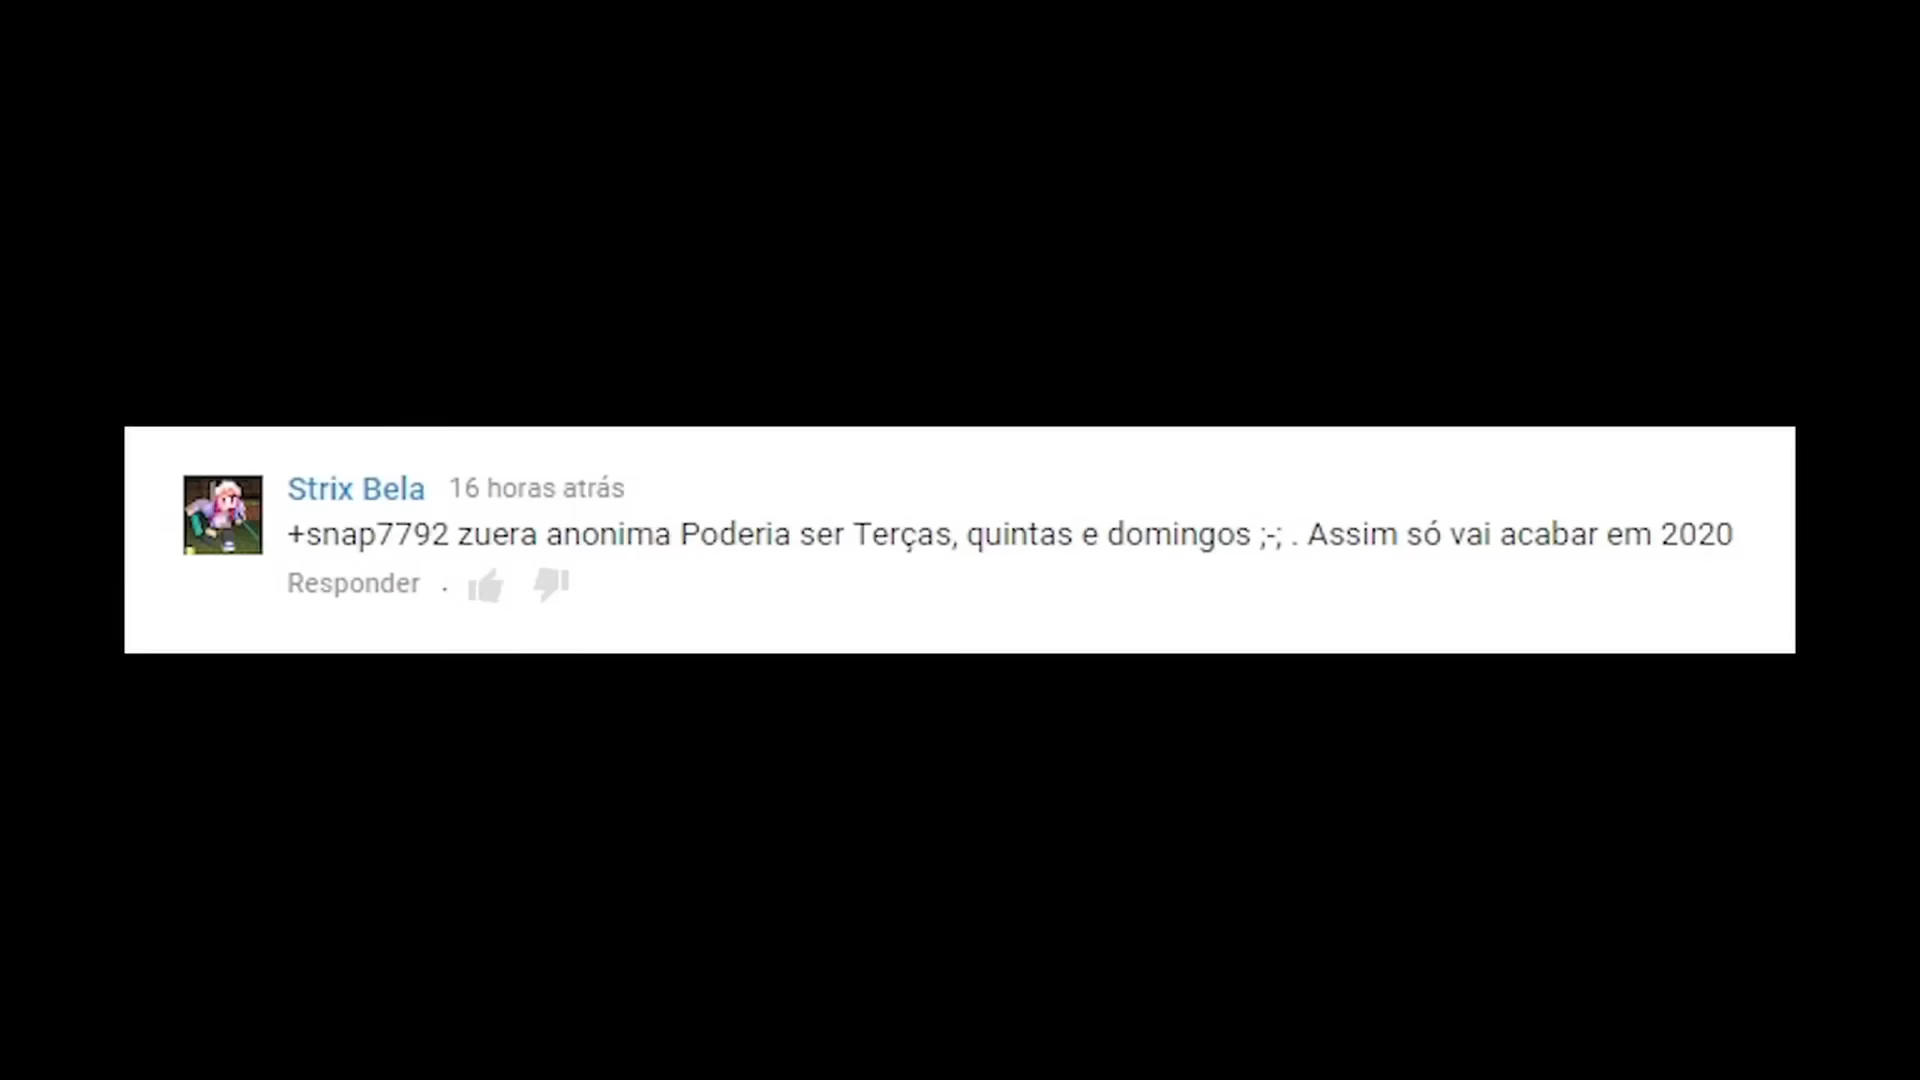 Strix Bela 16 horas atrás
+snap7792 zuera anonima Poderia ser Terças, quintas e domingos ;-; . Assim só vai acabar em 2020
Responder .